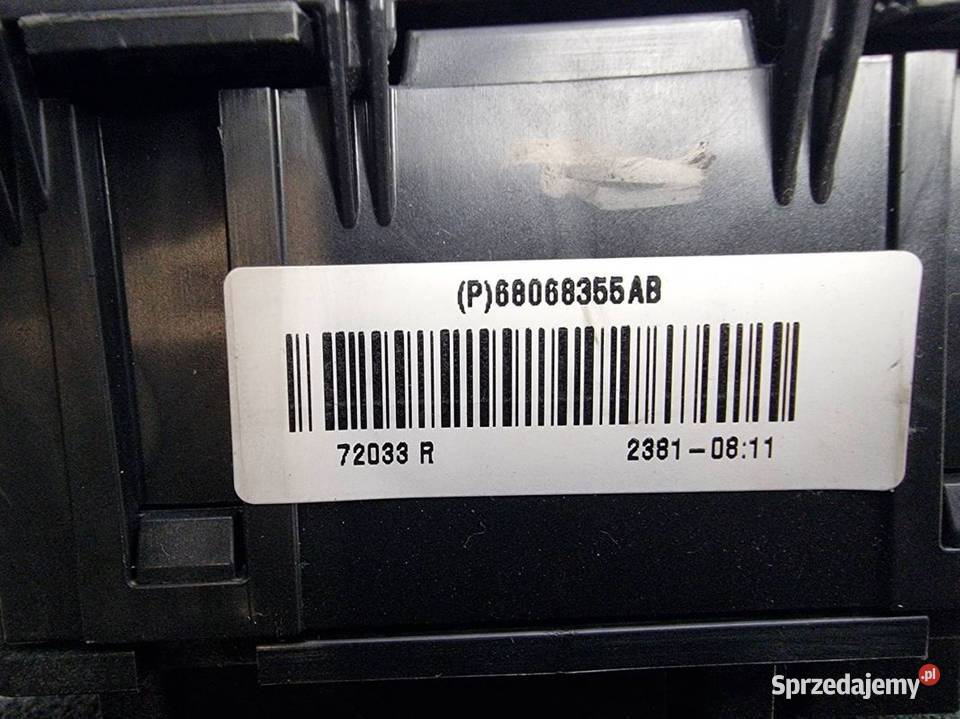 (P)68068355AB
72033 R 2381-08:11
Sprzedajemy.pl